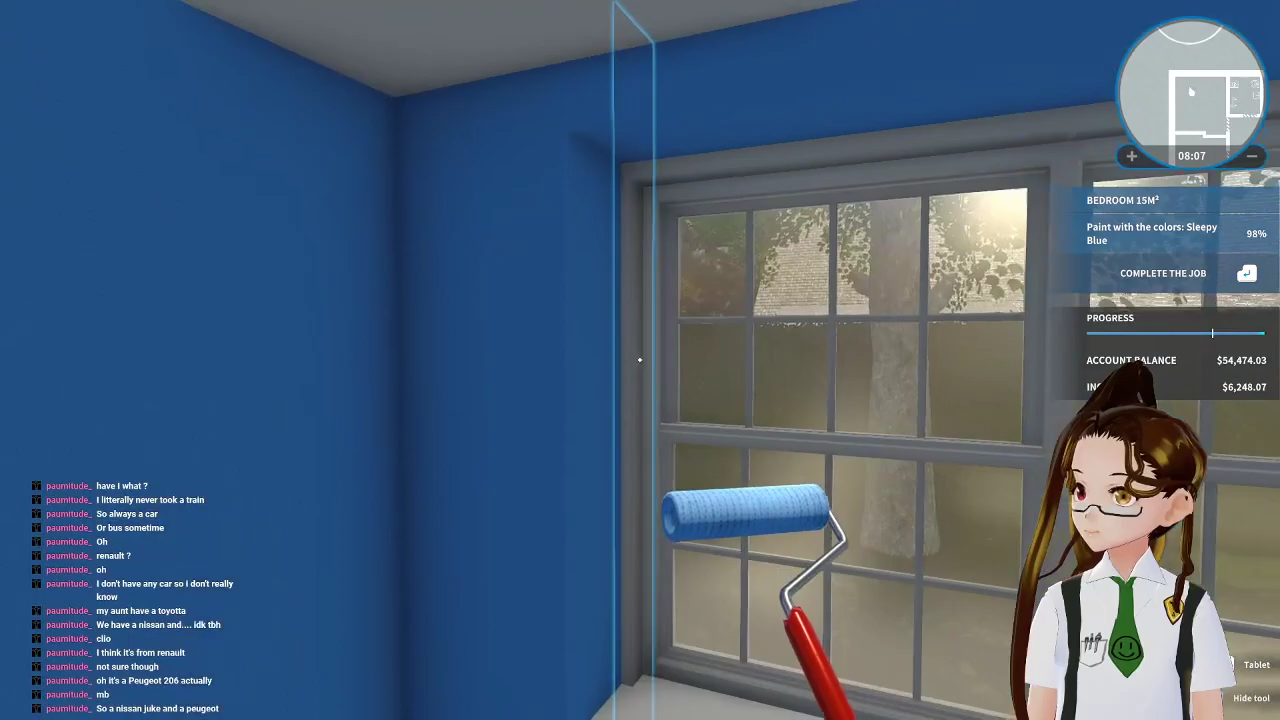 08:07
BEDROOM 15M²
Paint with the colors: Sleepy
Blue
98%
COMPLETE THE JOB
PROGRESS
ACCOUNT BALANCE $54,474.03
$6,248.07
paumitude_ have I what ?
paumitude_ I litterally never took a train
paumitude_ So always a car
paumitude_ Or bus sometime
paumitude_ Oh
paumitude_ renault ?
paumitude_ oh
paumitude_ I don't have any car so i don't really
know
paumitude_ my aunt have a toyotta
paumitude_ We have a nissan and.... idk tbh
paumitude_ clio
paumitude_ I think it's from renault
paumitude_ not sure though
paumitude_ oh it's a Peugeot 206 actually
paumitude_ mb
paumitude_ So a nissan juke and a peugeot
Tablet
Hide tool